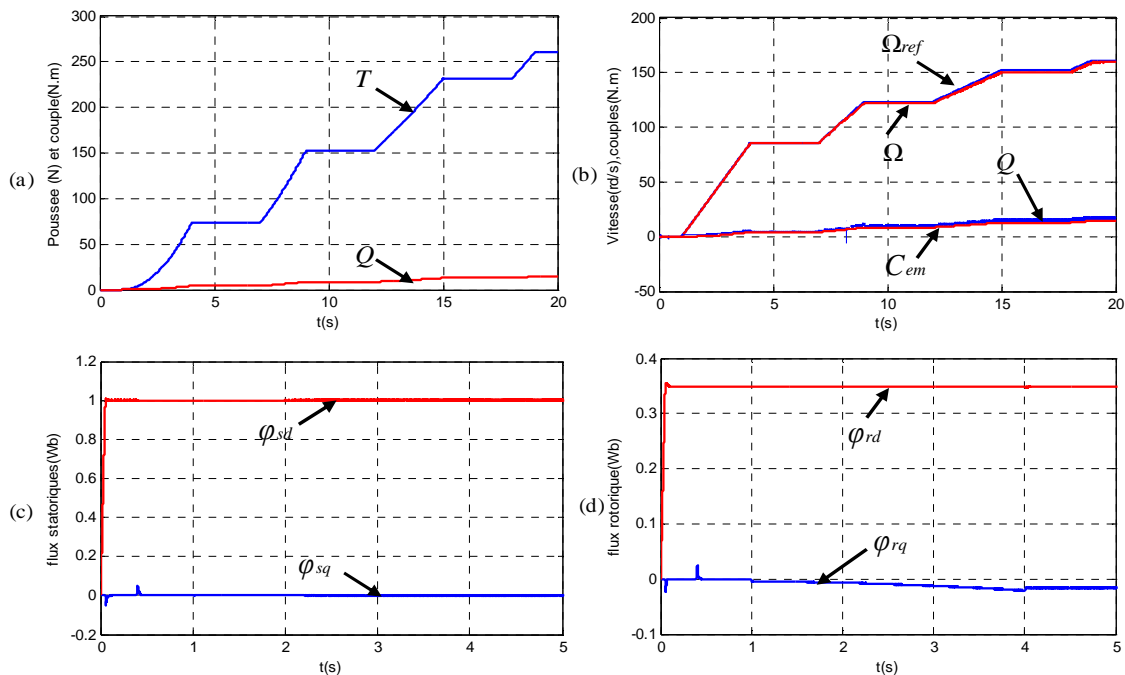 (a)
Poussee (N) et couple(N.m)
300
250
200
150
100
50
0
T
Q
0 5 10 15 20
t(s)
(b)
Vitesse(rd/s),couples(N.m)
200
150
100
50
0
-50
Ωref
Ω
Q
Cem
0 5 10 15 20
t(s)
(c)
flux statoriques(Wb)
1.2
1
0.8
0.6
0.4
0.2
0
-0.2
φsd
φsq
0 1 2 3 4 5
t(s)
(d)
flux rotorique(Wb)
0.4
0.3
0.2
0.1
0
-0.1
φrd
φrq
0 1 2 3 4 5
t(s)